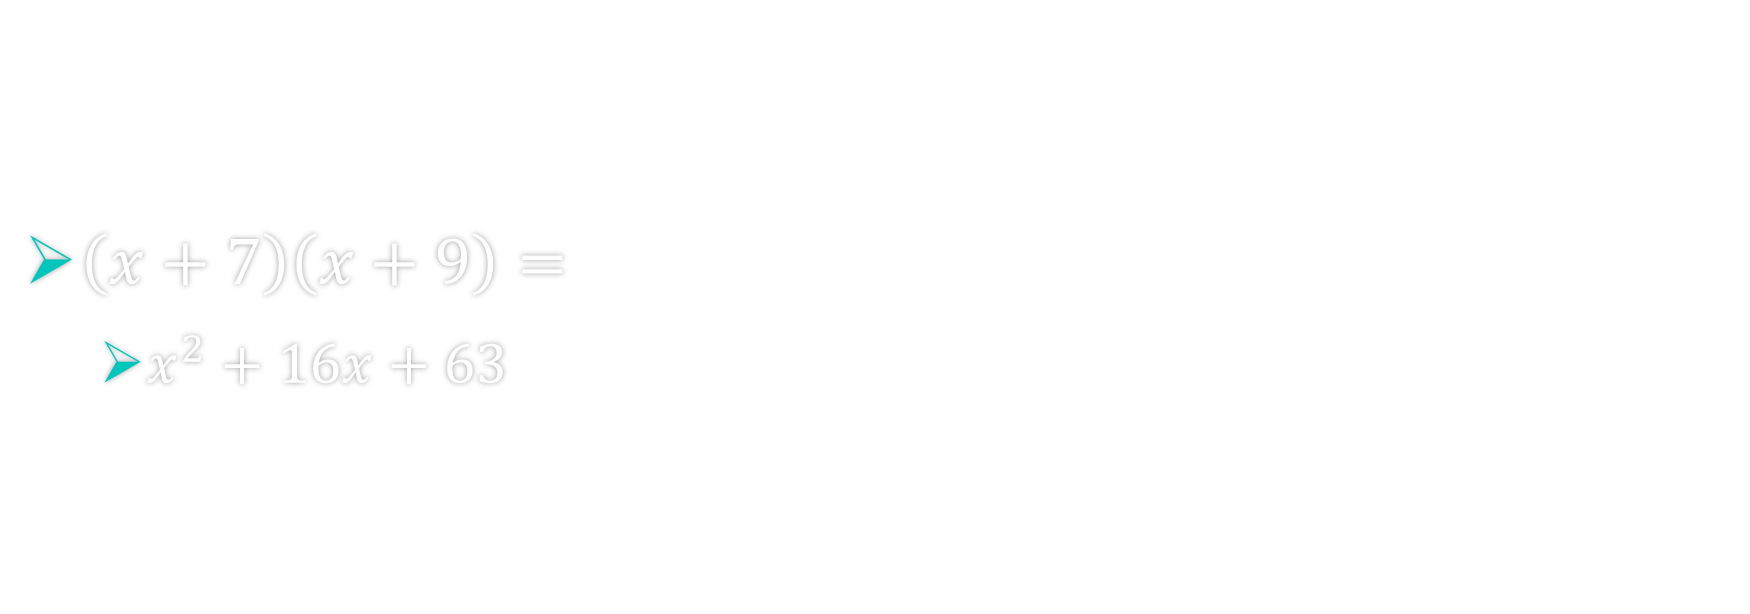 ➢(x + 7)(x + 9) =
➢x² + 16x + 63